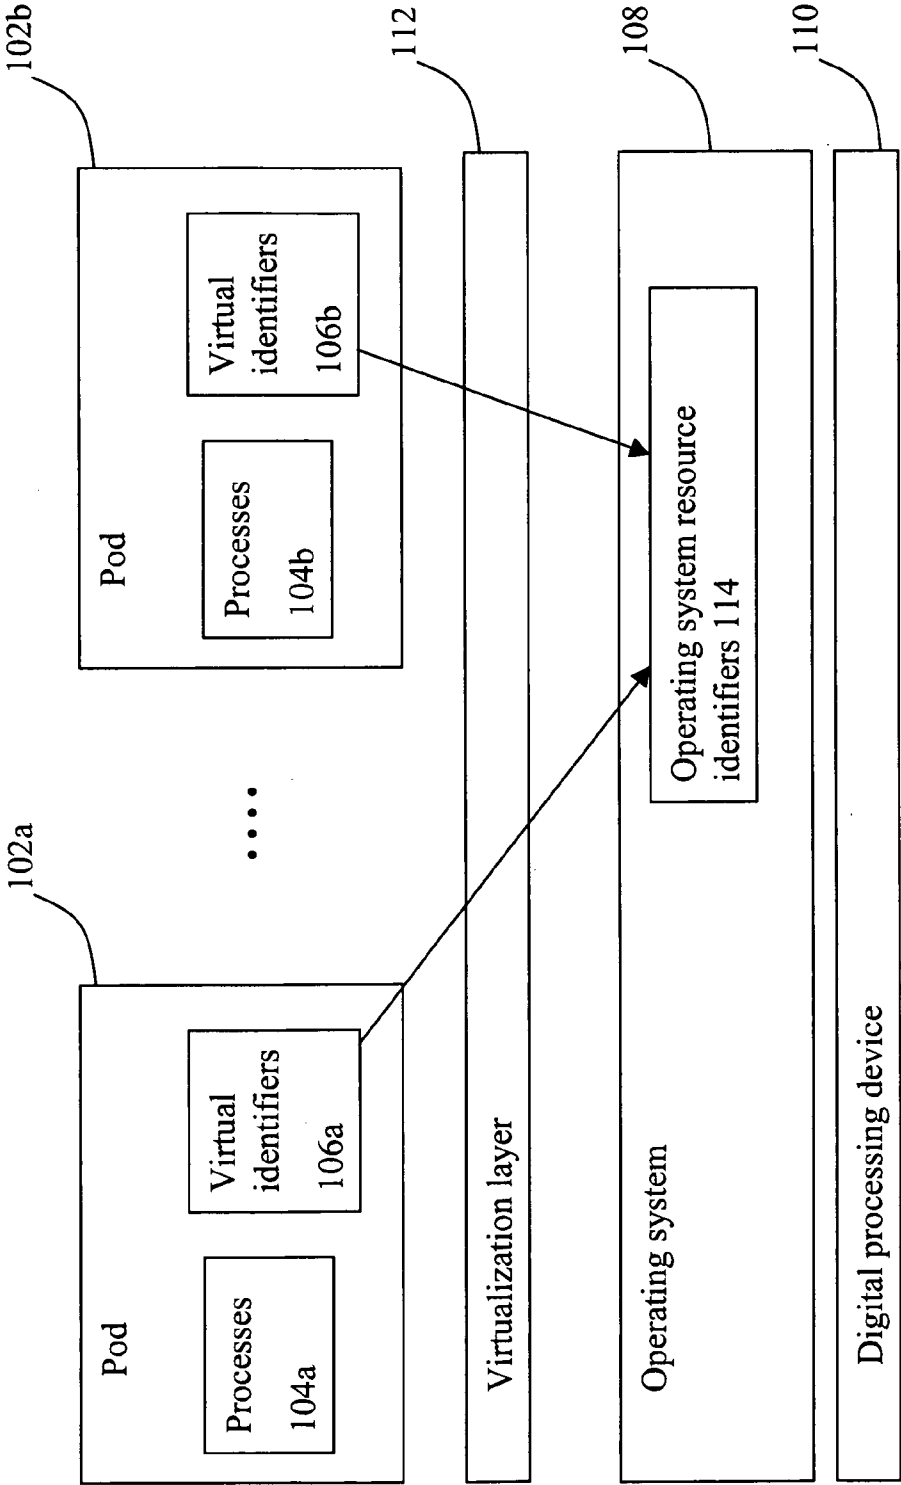 102a
Pod
Processes
104a
Virtual
identifiers
106a
102b
Pod
Processes
104b
Virtual
identifiers
106b
Virtualization layer
112
Operating system
108
Operating system resource
identifiers 114
Digital processing device
110